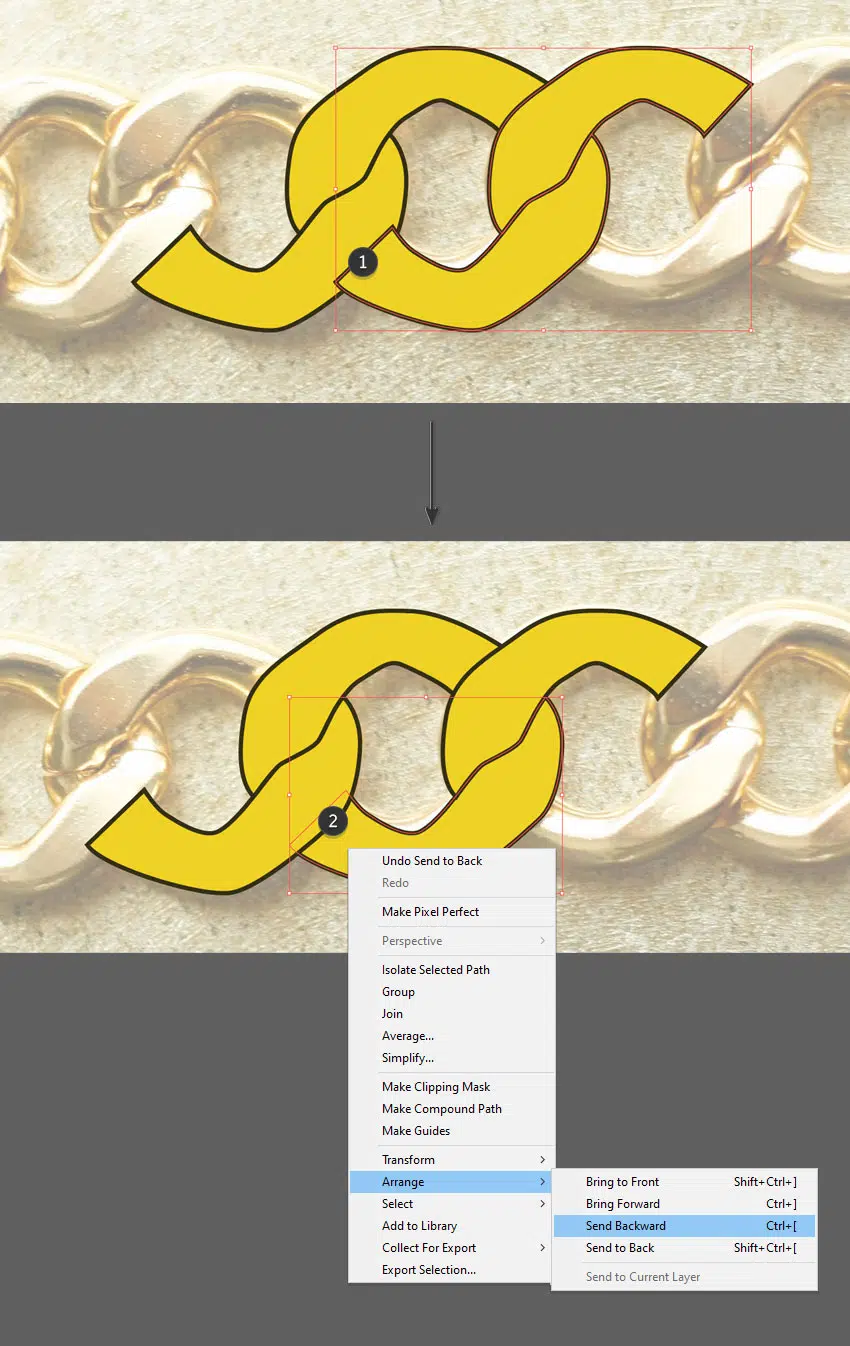 1
2
Undo Send to Back
Redo
Make Pixel Perfect
Perspective
Isolate Selected Path
Group
Join
Average...
Simplify...
Make Clipping Mask
Make Compound Path
Make Guides
Transform
Arrange
Select
Add to Library
Collect For Export
Export Selection...
Bring to Front Shift+Ctrl+]
Bring Forward Ctrl+]
Send Backward Ctrl+[
Send to Back Shift+Ctrl+[
Send to Current Layer